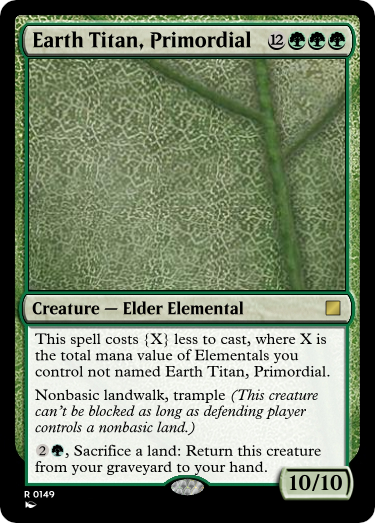 Earth Titan, Primordial 12
Creature — Elder Elemental
This spell costs {X} less to cast, where X is
the total mana value of Elementals you
control not named Earth Titan, Primordial.
Nonbasic landwalk, trample (This creature
can't be blocked as long as defending player
controls a nonbasic land.)
2, Sacrifice a land: Return this creature
from your graveyard to your hand.
10/10
R 0149